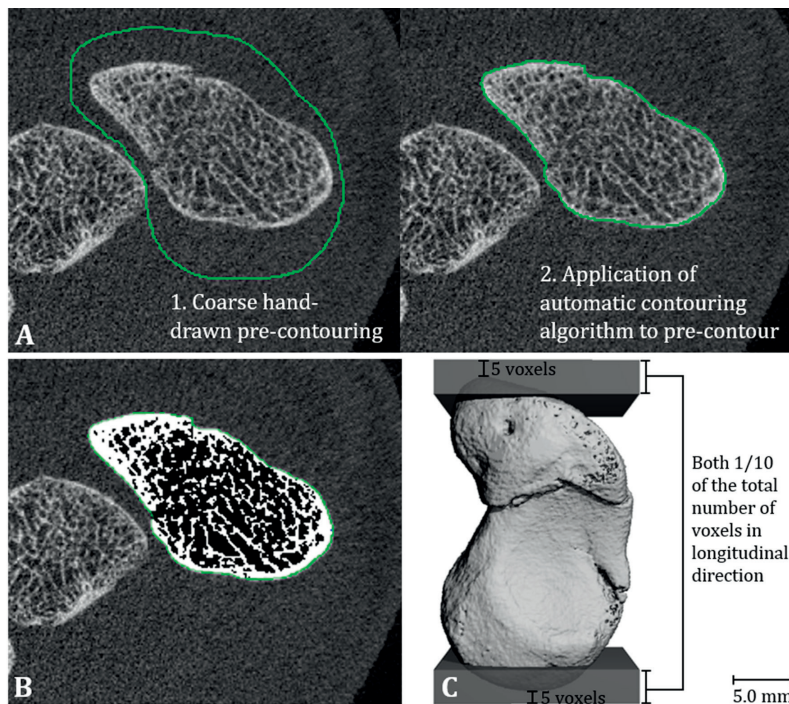 1. Coarse hand-
drawn pre-contouring
A
2. Application of
automatic contouring
algorithm to pre-contour
B
5 voxels
Both 1/10
of the total
number of
voxels in
longitudinal
direction
5 voxels
C
5.0 mm